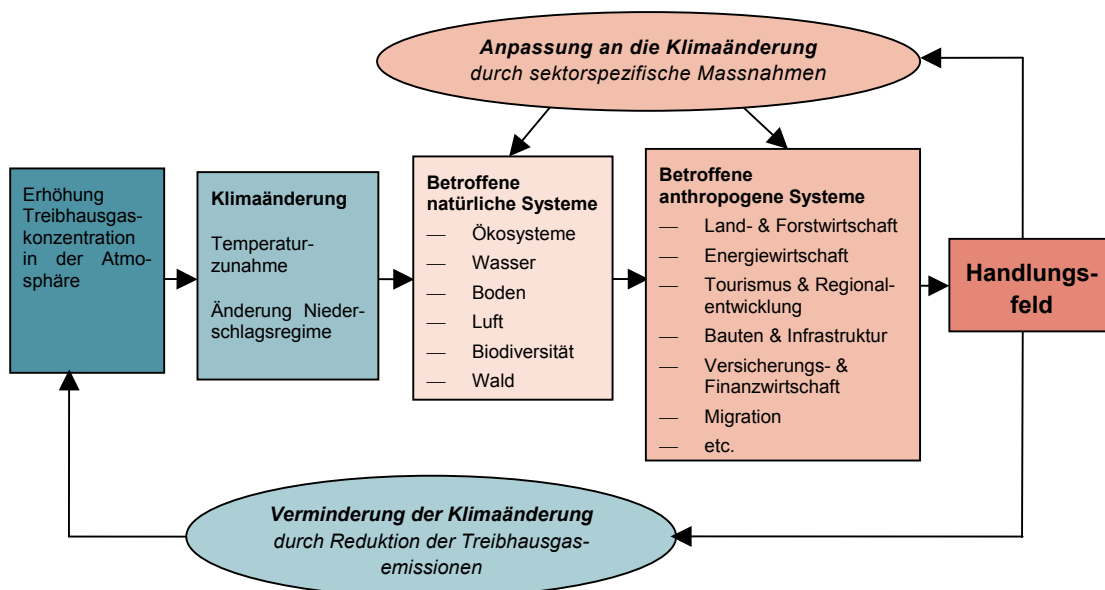 Anpassung an die Klimaänderung
durch sektorspezifische Massnahmen
Erhöhung
Treibhausgas-
konzentration
in der Atmo-
sphäre
Klimaänderung
Temperatur-
zunahme
Änderung Nieder-
schlagsregime
Betroffene
natürliche Systeme
— Ökosysteme
— Wasser
— Boden
— Luft
— Biodiversität
— Wald
Betroffene
anthropogene Systeme
— Land- & Forstwirtschaft
— Energiewirtschaft
— Tourismus & Regional-
entwicklung
— Bauten & Infrastruktur
— Versicherungs- &
Finanzwirtschaft
— Migration
— etc.
Handlungs-
feld
Verminderung der Klimaänderung
durch Reduktion der Treibhausgas-
emissionen